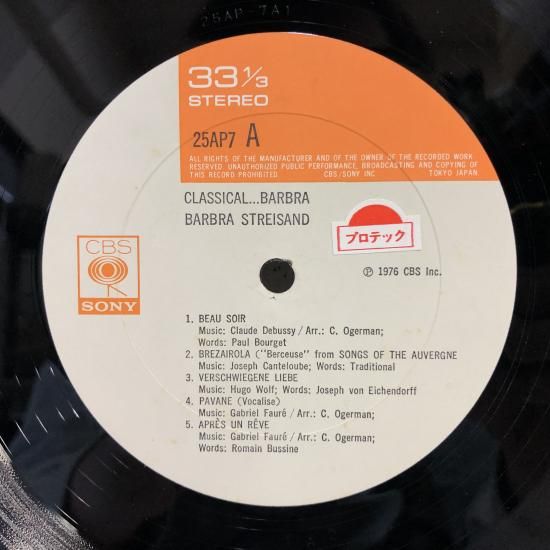 25AP-7A1
33 1/3
STEREO
25AP7 A
ALL RIGHTS OF THE MANUFACTURER AND OF THE OWNER OF THE RECORDED WORK
RESERVED. UNAUTHORIZED PUBLIC PERFORMANCE, BROADCASTING AND COPYING OF
THIS RECORD PROHIBITED CBS/SONY INC TOKYO JAPAN
CLASSICAL...BARBRA
BARBRA STREISAND
プロテック
CBS
SONY
Ⓟ 1976 CBS Inc.
1. BEAU SOIR
Music: Claude Debussy/Arr.: C. Ogerman;
Words: Paul Bourget
2. BREZAIROLA ("Berceuse" from SONGS OF THE AUVERGNE
Music: Joseph Canteloube; Words: Traditional
3. VERSCHWIEGENE LIEBE
Music: Hugo Wolf; Words: Joseph von Eichendorff
4. PAVANE (Vocalise)
Music: Gabriel Fauré/Arr.: C. Ogerman;
5. APRÈS UN RÊVE
Music: Gabriel Fauré/Arr.: C. Ogerman;
Words: Romain Bussine